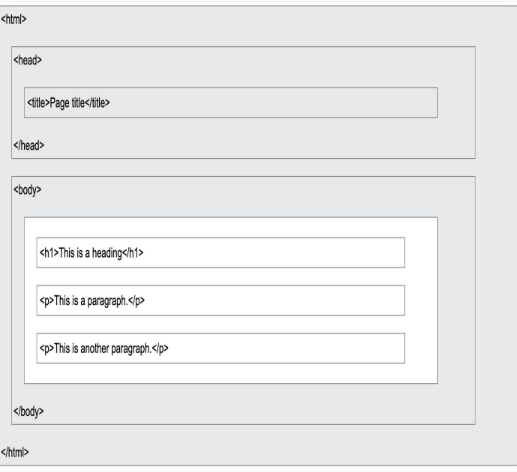 <html>
<head>
<title>Page title</title>
</head>
<body>
<h1>This is a heading</h1>
<p>This is a paragraph.</p>
<p>This is another paragraph.</p>
</body>
</html>